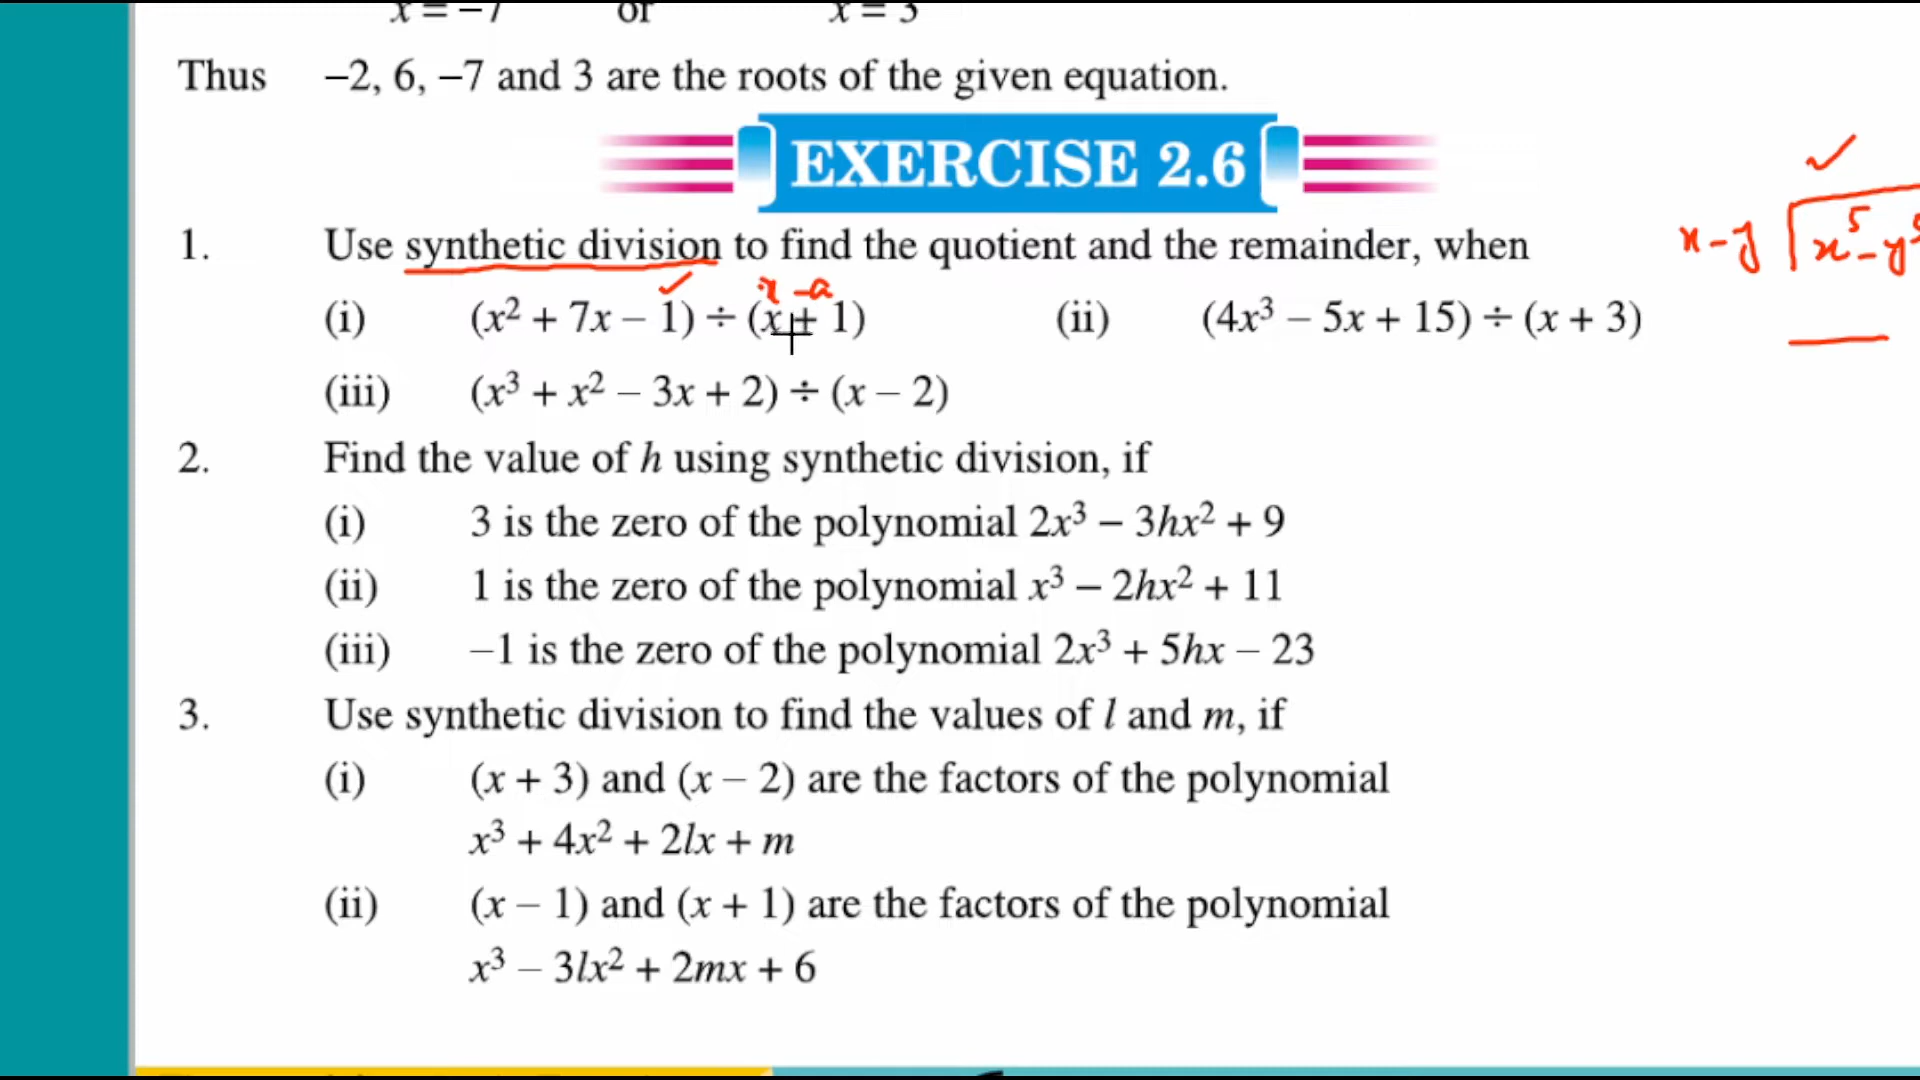 x = –7 or x = 3
Thus –2, 6, –7 and 3 are the roots of the given equation.
EXERCISE 2.6
1. Use synthetic division to find the quotient and the remainder, when
x – a
(i) (x² + 7x – 1) ÷ (x + 1) (ii) (4x³ – 5x + 15) ÷ (x + 3)
x – y x⁵ – y⁵
(iii) (x³ + x² – 3x + 2) ÷ (x – 2)
2. Find the value of h using synthetic division, if
(i) 3 is the zero of the polynomial 2x³ – 3hx² + 9
(ii) 1 is the zero of the polynomial x³ – 2hx² + 11
(iii) –1 is the zero of the polynomial 2x³ + 5hx – 23
3. Use synthetic division to find the values of l and m, if
(i) (x + 3) and (x – 2) are the factors of the polynomial
x³ + 4x² + 2lx + m
(ii) (x – 1) and (x + 1) are the factors of the polynomial
x³ – 3lx² + 2mx + 6